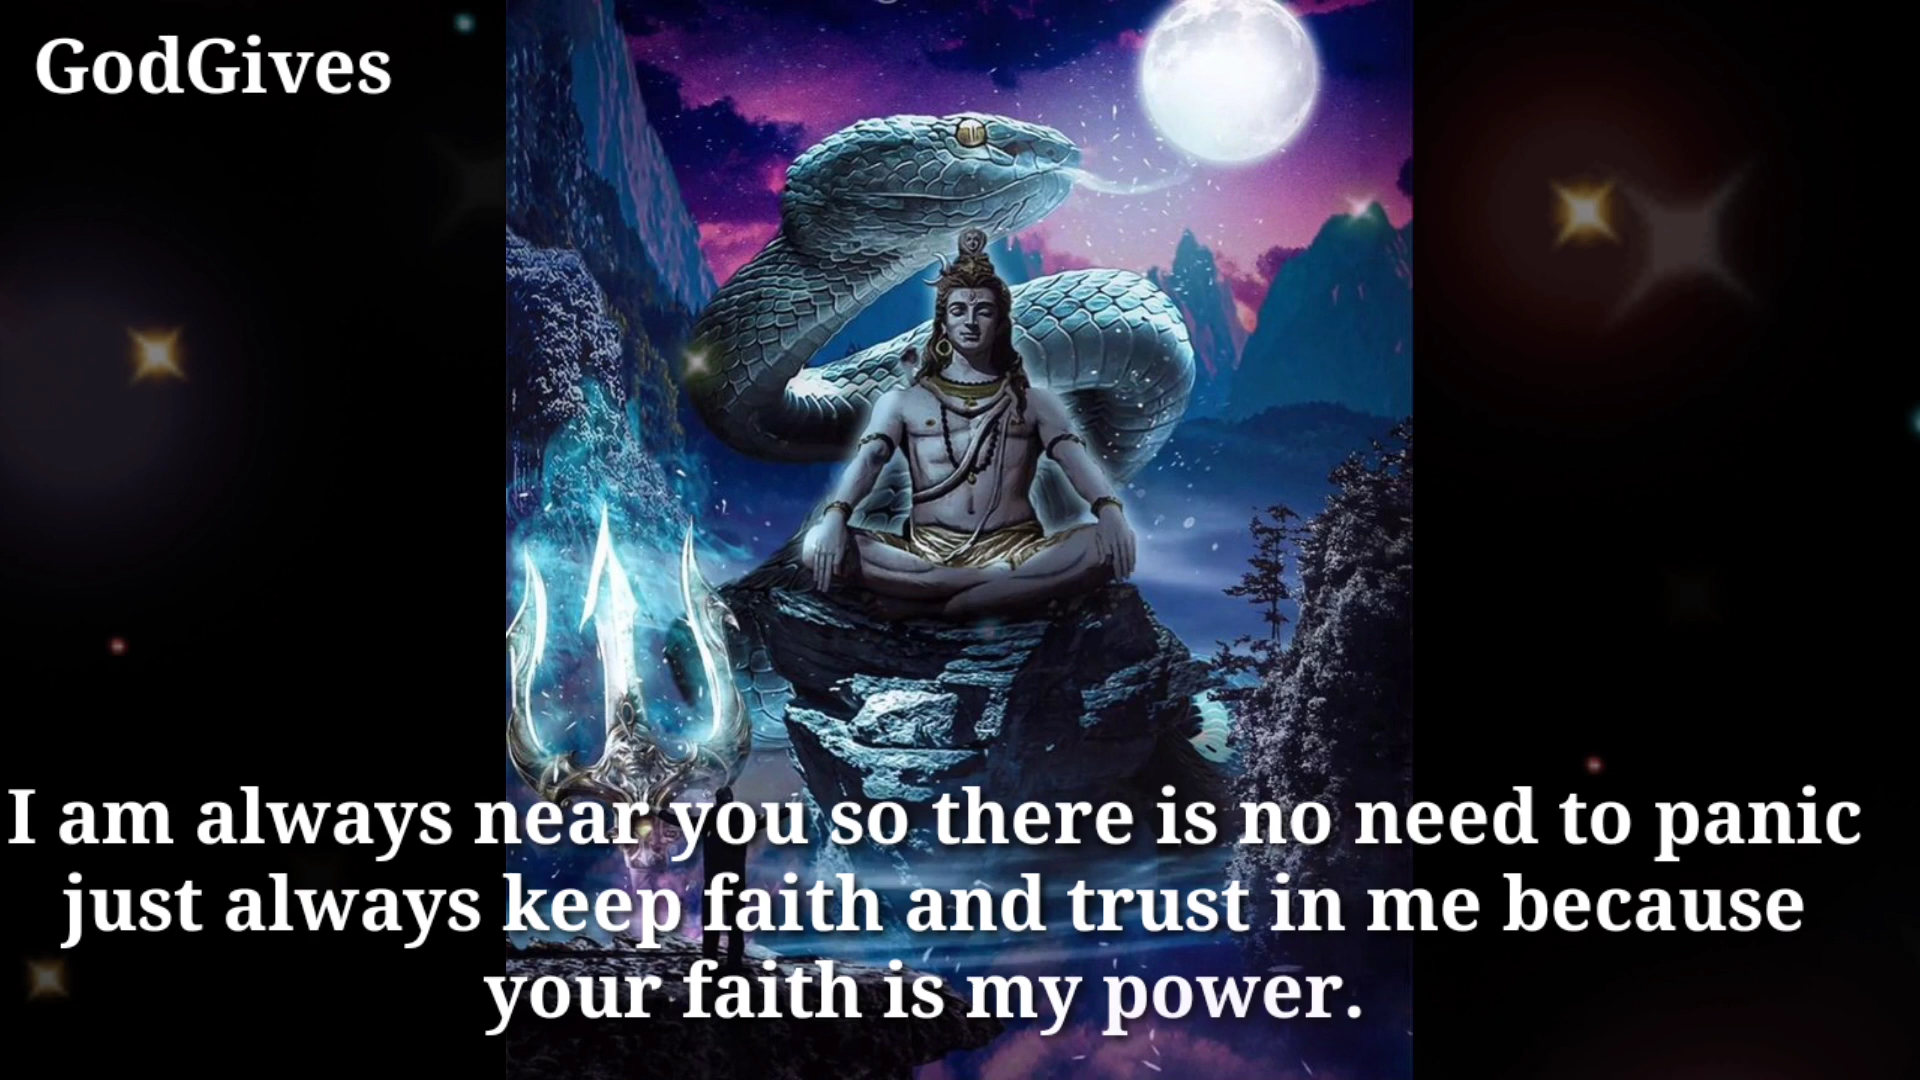 GodGives
I am always near you so there is no need to panic
just always keep faith and trust in me because
your faith is my power.